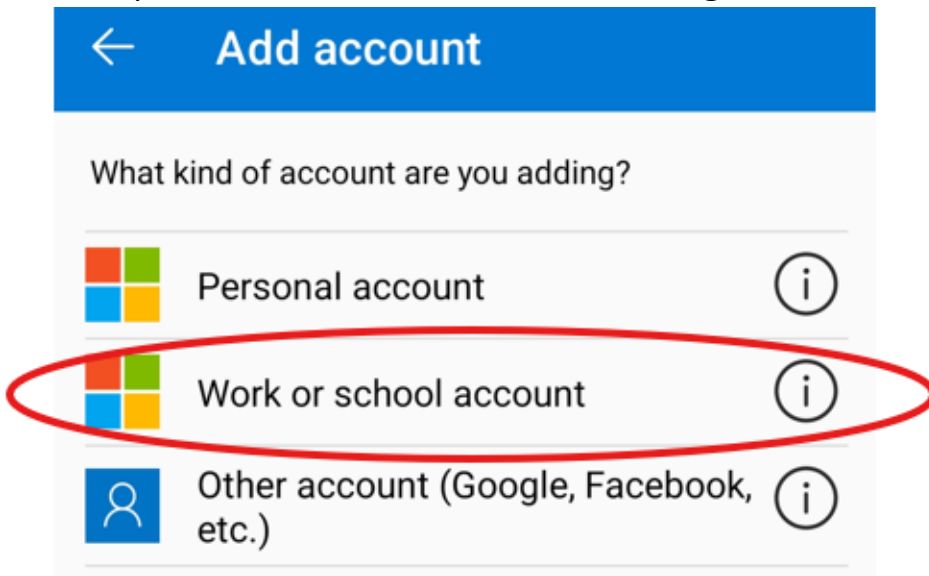 Add account
What kind of account are you adding?
Personal account
Work or school account
Other account (Google, Facebook,
etc.)